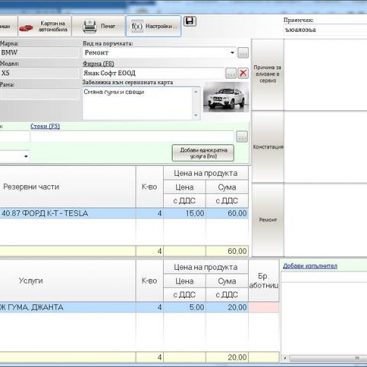 Картон на автомобила
Печат
f(x) Настройки...
Приемчик:
Марка:
Вид на поръчката:
BMW
Ремонт
Модел:
Фирма (F8)
X5
Янак Софт ЕООД
Рама:
Забележка към сервизната карта
Смяна гуми и свещи
Причина за влизане в сервиз
Стоки (F5)
Констатация
Добави еднократна услуга (Ins)
Резервни части
К-во
Цена на продукта
Цена
Сума
с ДДС
с ДДС
40.87 ФОРД К-Т - TESLA
4
15,00
60,00
Ремонт
4
60,00
Услуги
К-во
Цена на продукта
Цена
Сума
с ДДС
с ДДС
Бр. работниц
Добави изпълнител
Ж ГУМА, ДЖАНТА
4
5,00
20,00
4
20,00